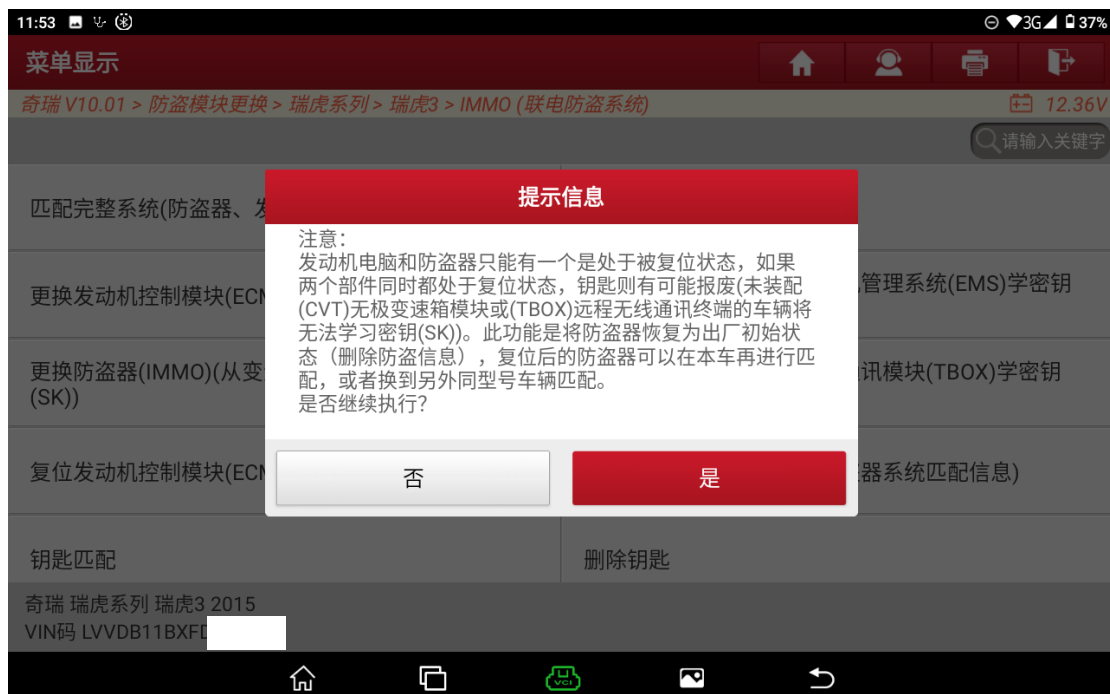 11:53
3G 37%
菜单显示
奇瑞 V10.01 > 防盗模块更换 > 瑞虎系列 > 瑞虎3 > IMMO (联电防盗系统)
12.36V
请输入关键字
匹配完整系统(防盗器、发
提示信息
注意：
发动机电脑和防盗器只能有一个是处于被复位状态，如果
两个部件同时都处于复位状态，钥匙则有可能报废(未装配
(CVT)无极变速箱模块或(TBOX)远程无线通讯终端的车辆将
无法学习密钥(SK))。此功能是将防盗器恢复为出厂初始状
态（删除防盗信息），复位后的防盗器可以在本车再进行匹
配，或者换到另外同型号车辆匹配。
是否继续执行？
否
是
更换发动机控制模块(ECM
管理系统(EMS)学密钥
更换防盗器(IMMO)(从变
(SK))
讯模块(TBOX)学密钥
复位发动机控制模块(ECM
器系统匹配信息)
钥匙匹配
删除钥匙
奇瑞 瑞虎系列 瑞虎3 2015
VIN码 LVVDB11BXFD
VCI